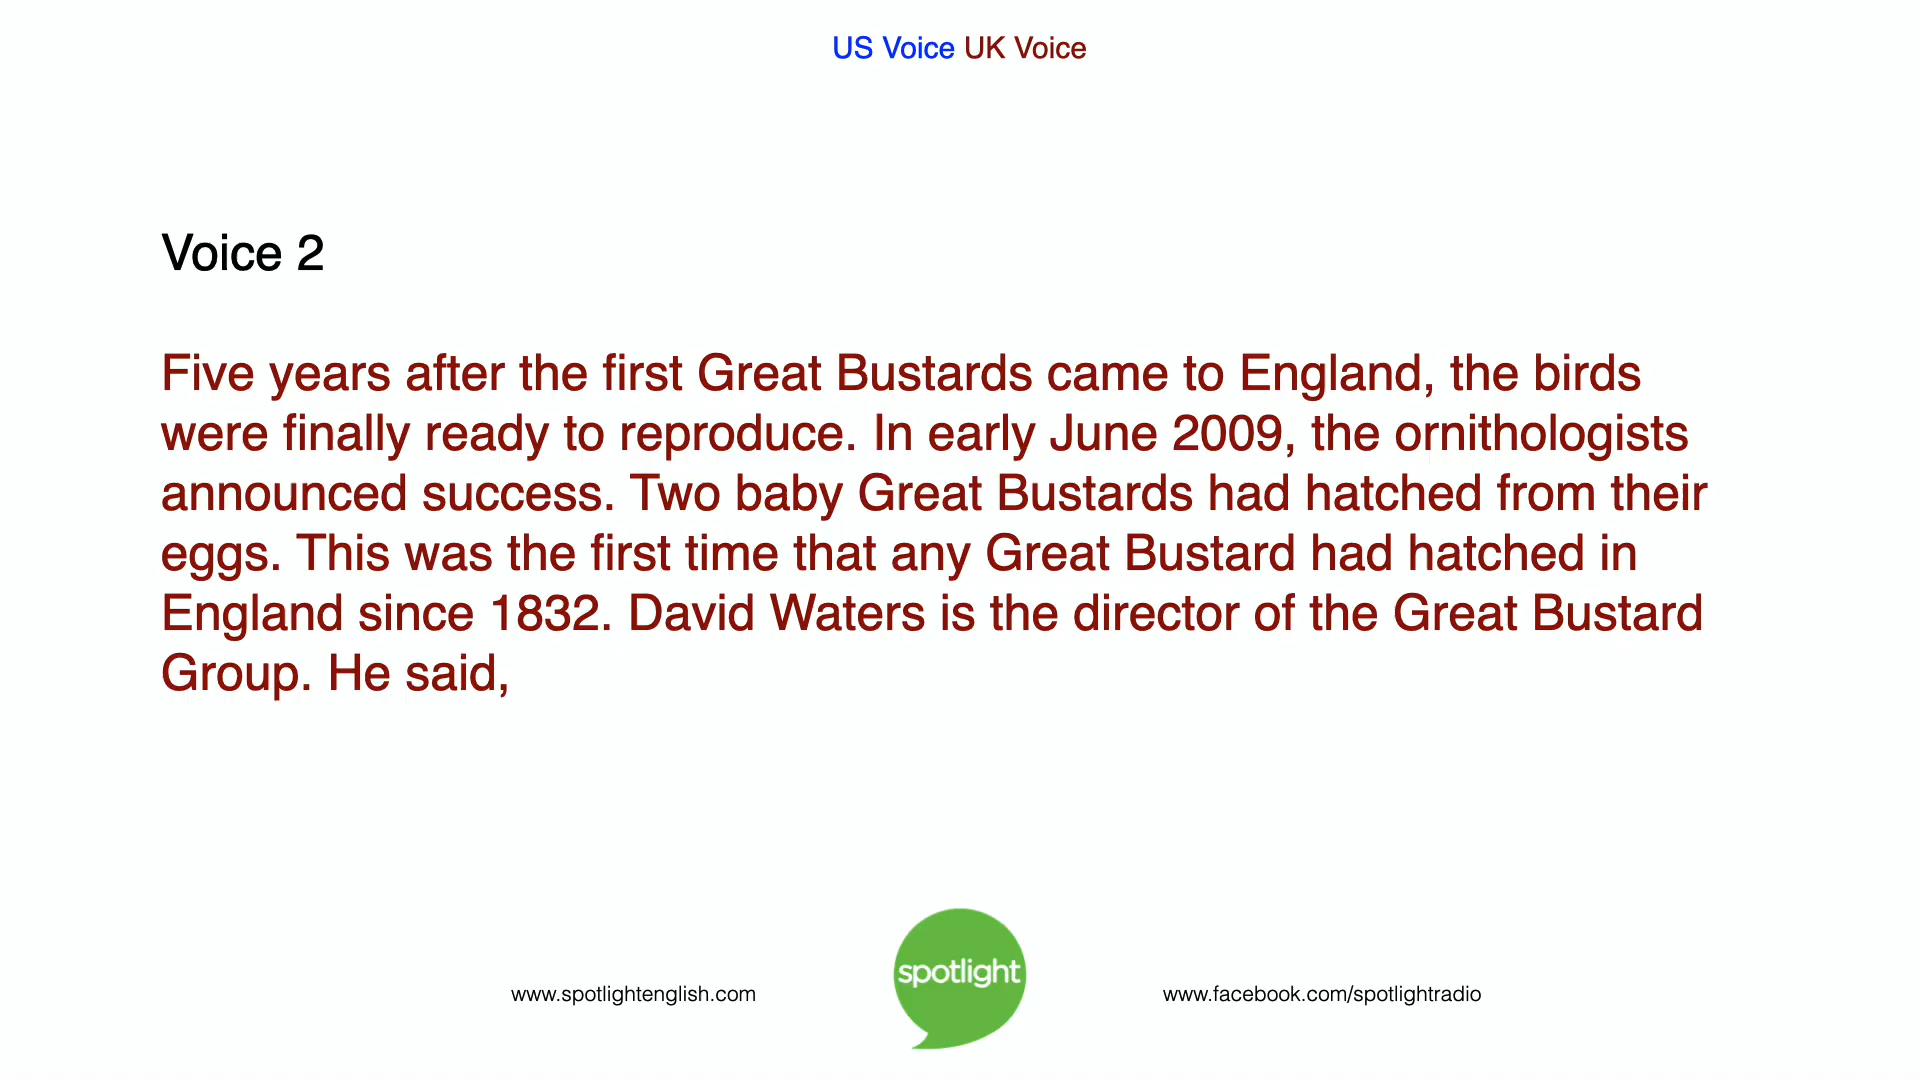 US Voice UK Voice
Voice 2
Five years after the first Great Bustards came to England, the birds
were finally ready to reproduce. In early June 2009, the ornithologists
announced success. Two baby Great Bustards had hatched from their
eggs. This was the first time that any Great Bustard had hatched in
England since 1832. David Waters is the director of the Great Bustard
Group. He said,
www.spotlightenglish.com
spotlight
www.facebook.com/spotlightradio